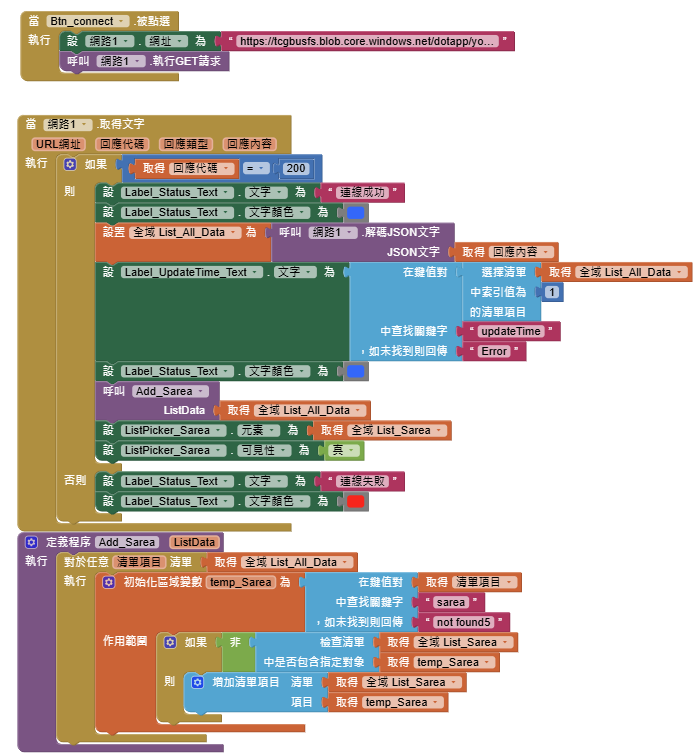 當 Btn_connect .被點選
執行 設 網路1 . 網址 為 " https://tcgbusfs.blob.core.windows.net/dotapp/yo... "
呼叫 網路1 .執行GET請求
當 網路1 .取得文字
URL網址 回應代碼 回應類型 回應內容
執行 如果 取得 回應代碼 = 200
則 設 Label_Status_Text . 文字 為 " 連線成功 "
設 Label_Status_Text . 文字顏色 為
設置 全域 List_All_Data 為 呼叫 網路1 .解碼JSON文字
JSON文字 取得 回應內容
設 Label_UpdateTime_Text . 文字 為 在鍵值對 選擇清單 取得 全域 List_All_Data
中索引值為 1
的清單項目
中查找關鍵字 " updateTime "
，如未找到則回傳 " Error "
設 Label_Status_Text . 文字顏色 為
呼叫 Add_Sarea
ListData 取得 全域 List_All_Data
設 ListPicker_Sarea . 元素 為 取得 全域 List_Sarea
設 ListPicker_Sarea . 可見性 為 真
否則 設 Label_Status_Text . 文字 為 " 連線失敗 "
設 Label_Status_Text . 文字顏色 為
定義程序 Add_Sarea ListData
執行 對於任意 清單項目 清單 取得 全域 List_All_Data
執行 初始化區域變數 temp_Sarea 為 在鍵值對 取得 清單項目
中查找關鍵字 " sarea "
，如未找到則回傳 " not found5 "
作用範圍 如果 非 檢查清單 取得 全域 List_Sarea
中是否包含指定對象 取得 temp_Sarea
則 增加清單項目 清單 取得 全域 List_Sarea
項目 取得 temp_Sarea